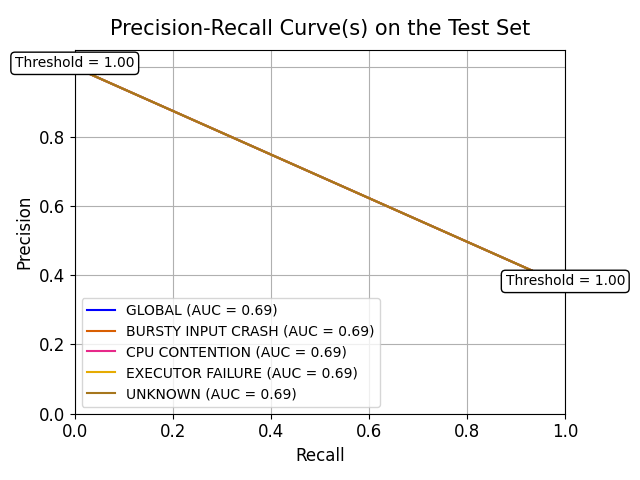 Precision-Recall Curve(s) on the Test Set
Threshold = 1.00
0.8
0.6
0.4
0.2
0.0
Precision
Threshold = 1.00
GLOBAL (AUC = 0.69)
BURSTY INPUT CRASH (AUC = 0.69)
CPU CONTENTION (AUC = 0.69)
EXECUTOR FAILURE (AUC = 0.69)
UNKNOWN (AUC = 0.69)
0.0 0.2 0.4 0.6 0.8 1.0
Recall